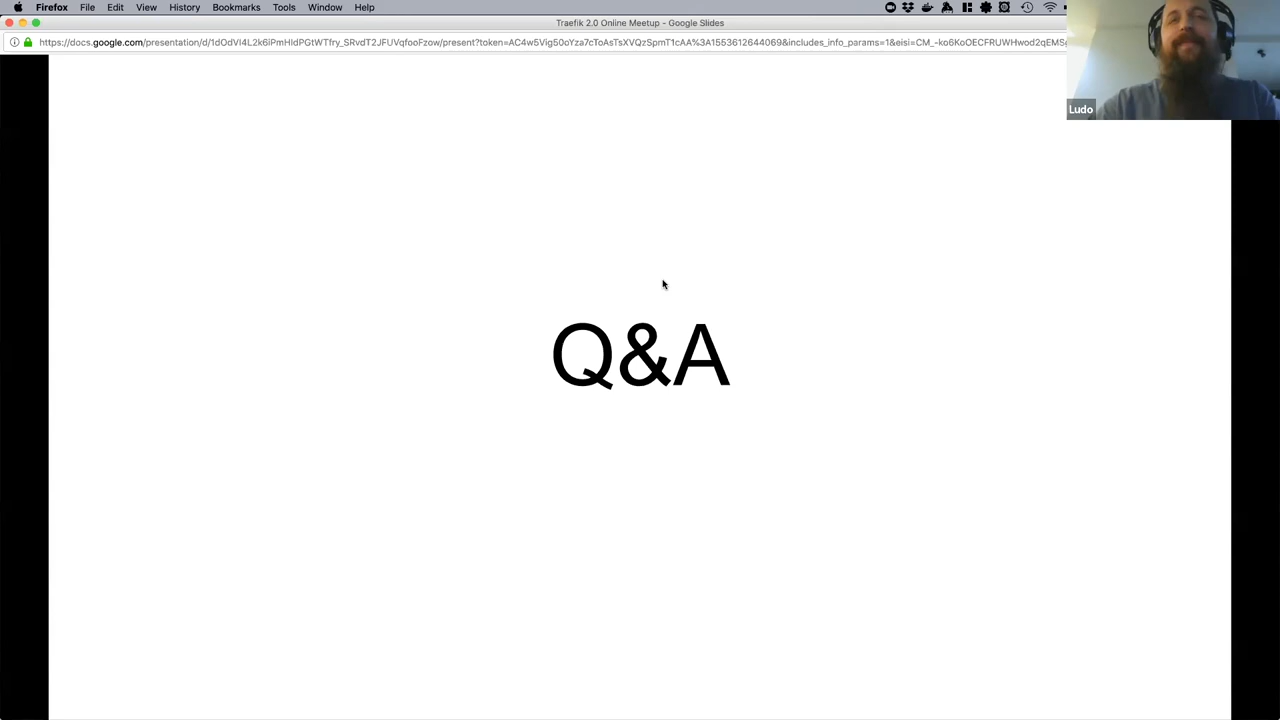 Firefox File Edit View History Bookmarks Tools Window Help
Traefik 2.0 Online Meetup - Google Slides
Ludo
Q&A